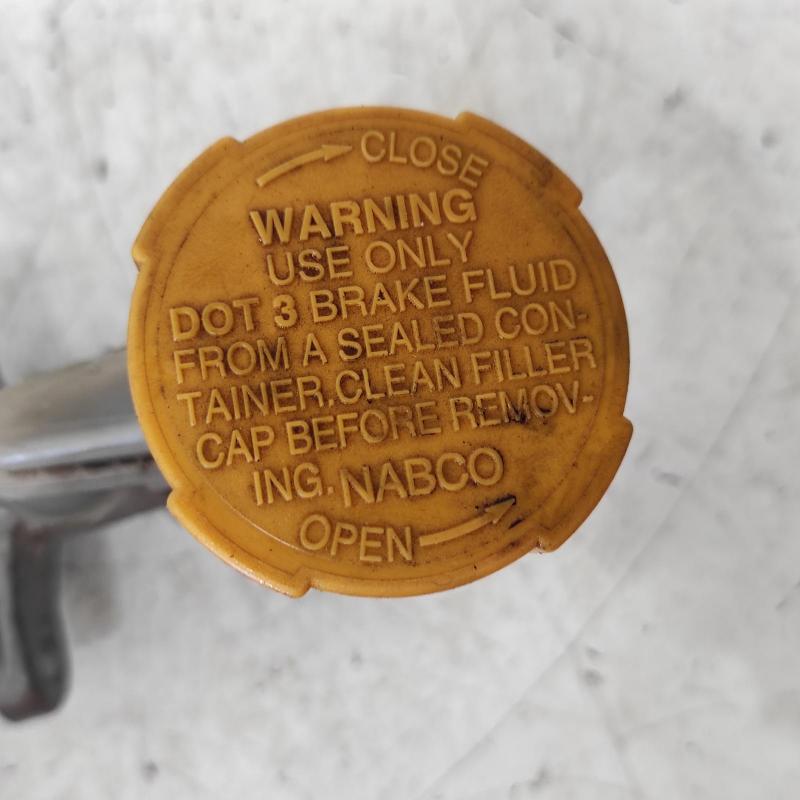 CLOSE
WARNING
USE ONLY
DOT 3 BRAKE FLUID
FROM A SEALED CON-
TAINER.CLEAN FILLER
CAP BEFORE REMOV-
ING. NABCO
OPEN